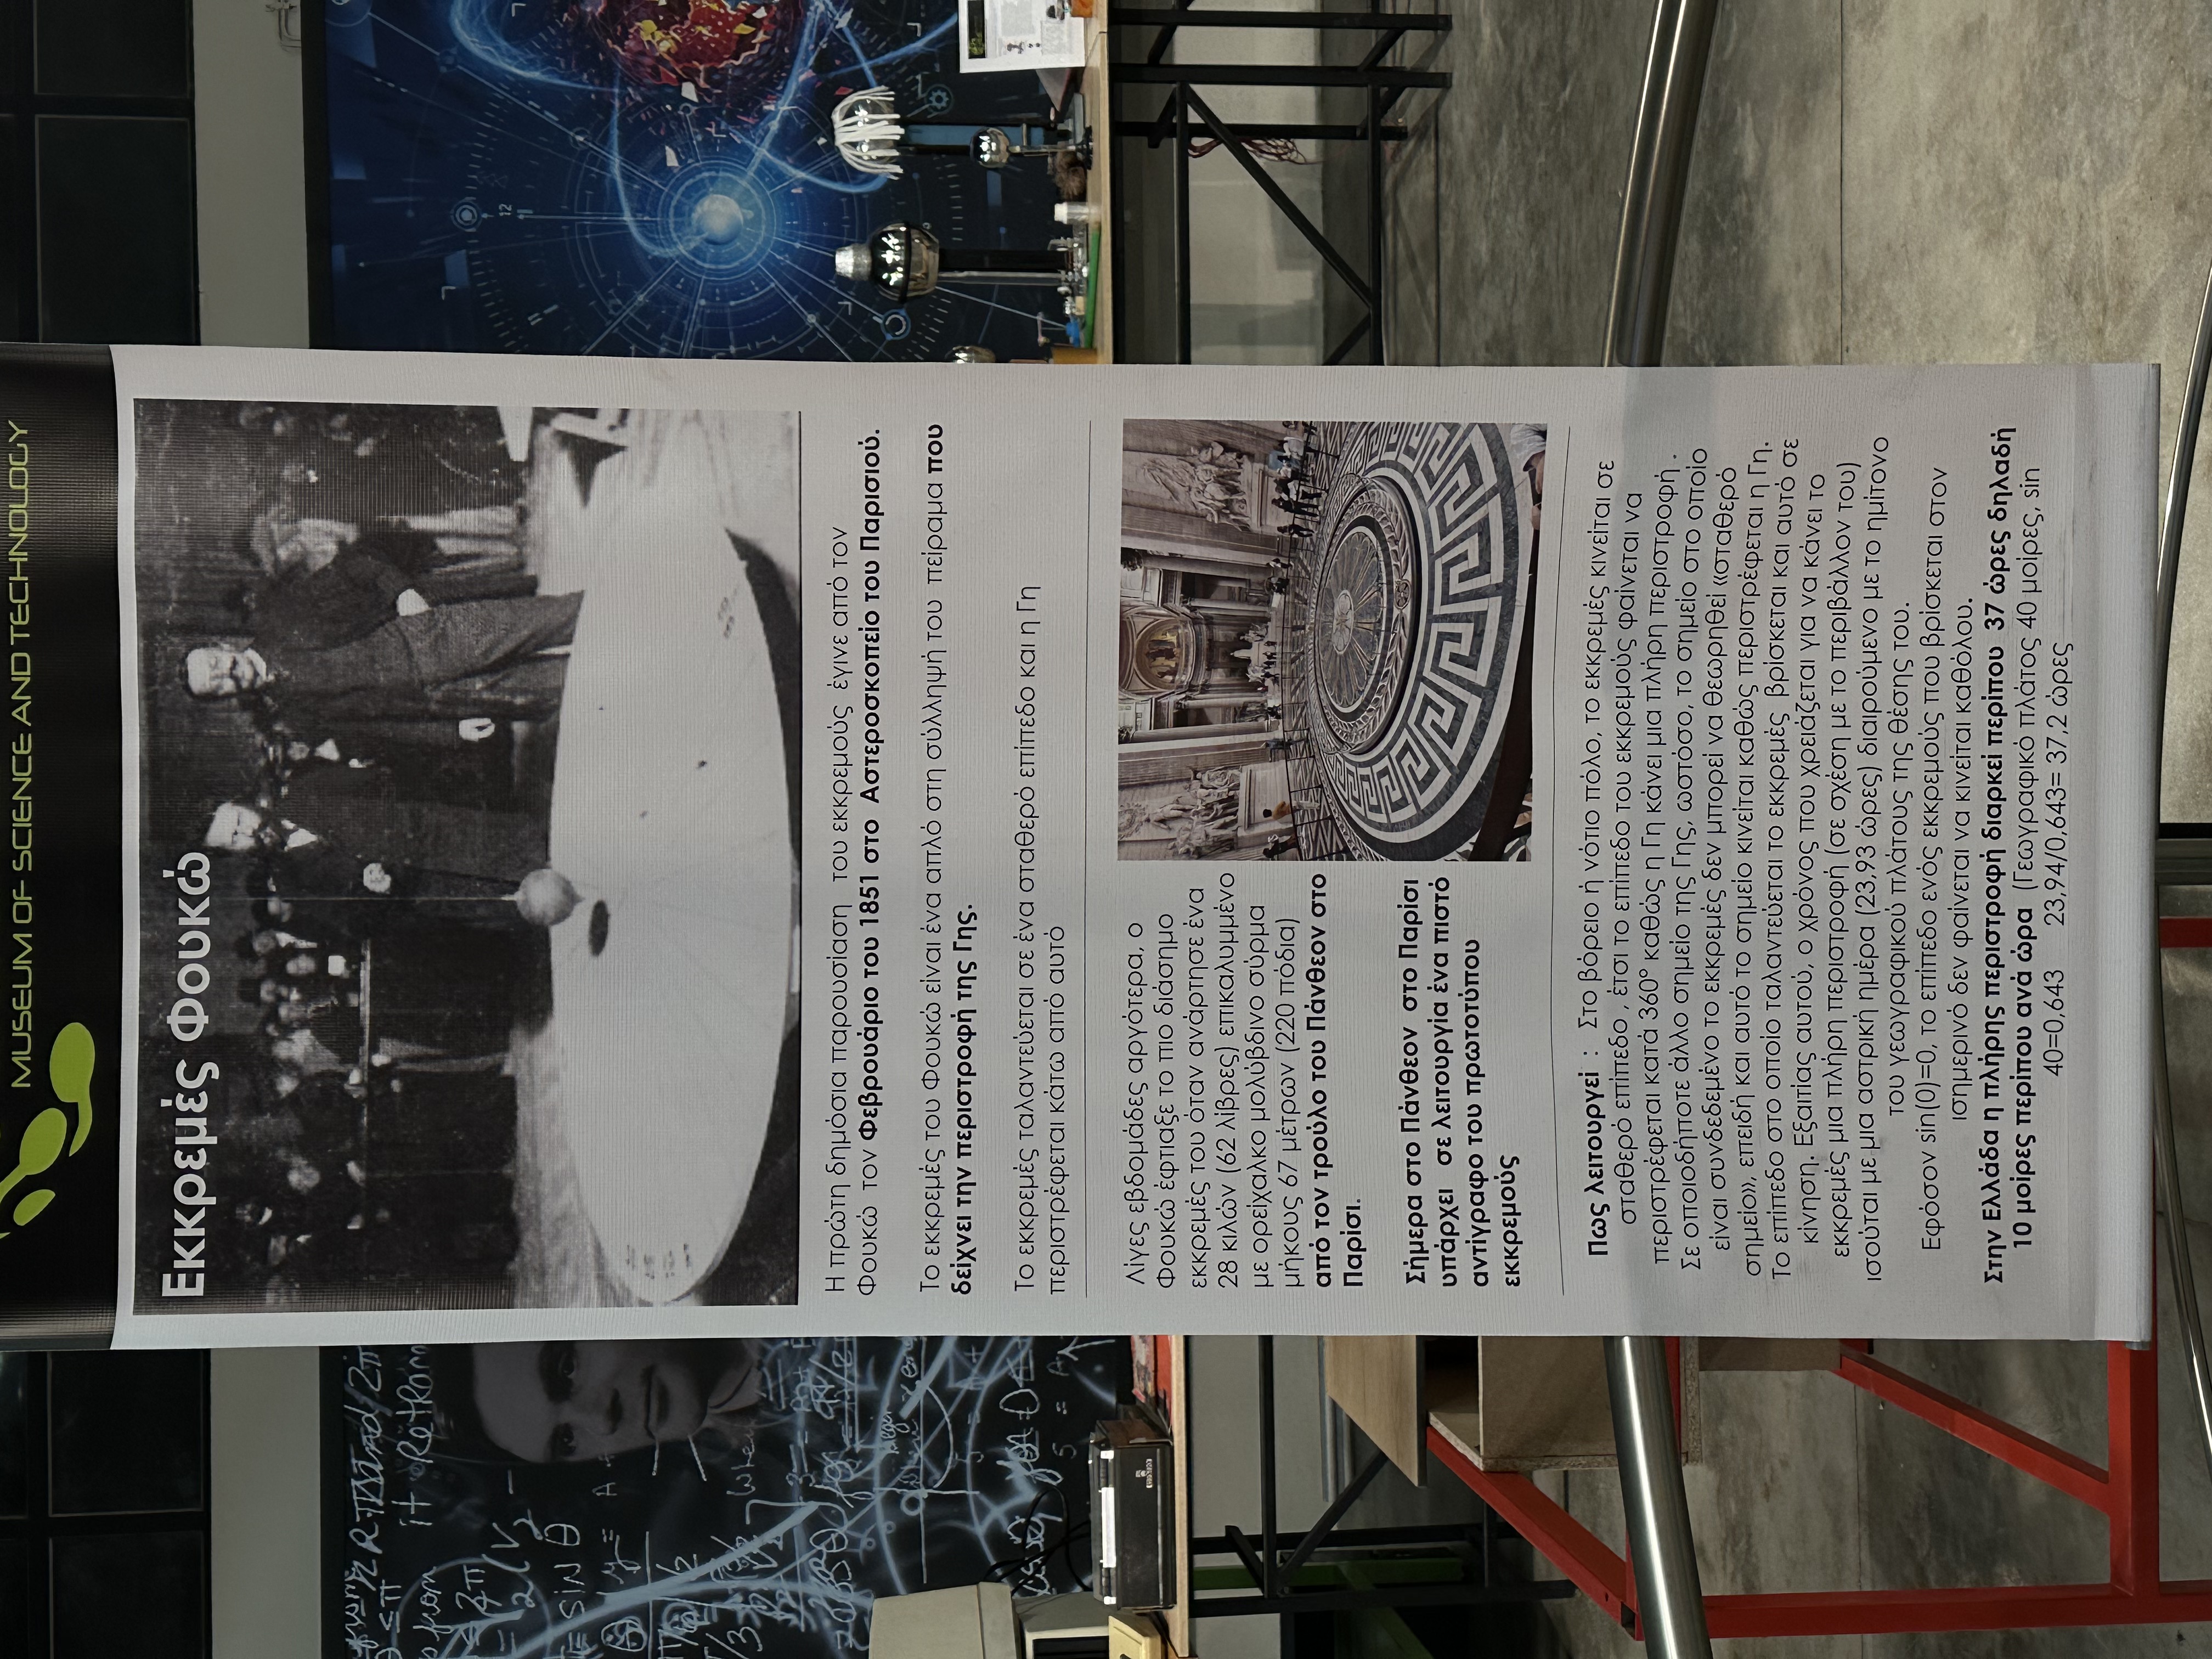 MUSEUM OF SCIENCE AND TECHNOLOGY
Εκκρεμές Φουκώ
Η πρώτη δημόσια παρουσίαση του εκκρεμούς έγινε από τον
Φουκώ τον Φεβρουάριο του 1851 στο Αστεροσκοπείο του Παρισιού.
Το εκκρεμές του Φουκώ είναι ένα απλό στη σύλληψή του πείραμα που
δείχνει την περιστροφή της Γης.
Το εκκρεμές ταλαντεύεται σε ένα σταθερό επίπεδο και η Γη
περιστρέφεται κάτω από αυτό
Λίγες εβδομάδες αργότερα, ο
Φουκώ έφτιαξε το πιο διάσημο
εκκρεμές του όταν ανάρτησε ένα
28 κιλών (62 λίβρες) επικαλυμμένο
με ορείχαλκο μολύβδινο σύρμα
μήκους 67 μέτρων (220 πόδια)
από τον τρούλο του Πάνθεον στο
Παρίσι.
Σήμερα στο Πάνθεον στο Παρίσι
υπάρχει σε λειτουργία ένα πιστό
αντίγραφο του πρωτοτύπου
εκκρεμούς
Πως λειτουργεί : Στο βόρειο ή νότιο πόλο, το εκκρεμές κινείται σε
σταθερό επίπεδο , έτσι το επίπεδο του εκκρεμούς φαίνεται να
περιστρέφεται κατά 360° καθώς η Γη κάνει μια πλήρη περιστροφή .
Σε οποιοδήποτε άλλο σημείο της Γης, ωστόσο, το σημείο στο οποίο
είναι συνδεδεμένο το εκκρεμές δεν μπορεί να θεωρηθεί «σταθερό
σημείο», επειδή και αυτό το σημείο κινείται καθώς περιστρέφεται η Γη.
Το επίπεδο στο οποίο ταλαντεύεται το εκκρεμές βρίσκεται και αυτό σε
κίνηση. Εξαιτίας αυτού, ο χρόνος που χρειάζεται για να κάνει το
εκκρεμές μια πλήρη περιστροφή (σε σχέση με το περιβάλλον του)
ισούται με μια αστρική ημέρα (23,93 ώρες) διαιρούμενο με το ημίτονο
του γεωγραφικού πλάτους της θέσης του.
Εφόσον sin(0)=0, το επίπεδο ενός εκκρεμούς που βρίσκεται στον
ισημερινό δεν φαίνεται να κινείται καθόλου.
Στην Ελλάδα η πλήρης περιστροφή διαρκεί περίπου 37 ώρες δηλαδή
10 μοίρες περίπου ανά ώρα (Γεωγραφικό πλάτος 40 μοίρες, sin
40=0,643 23,94/0,643= 37,2 ώρες
from
≤ π
it
from
sin θ
12